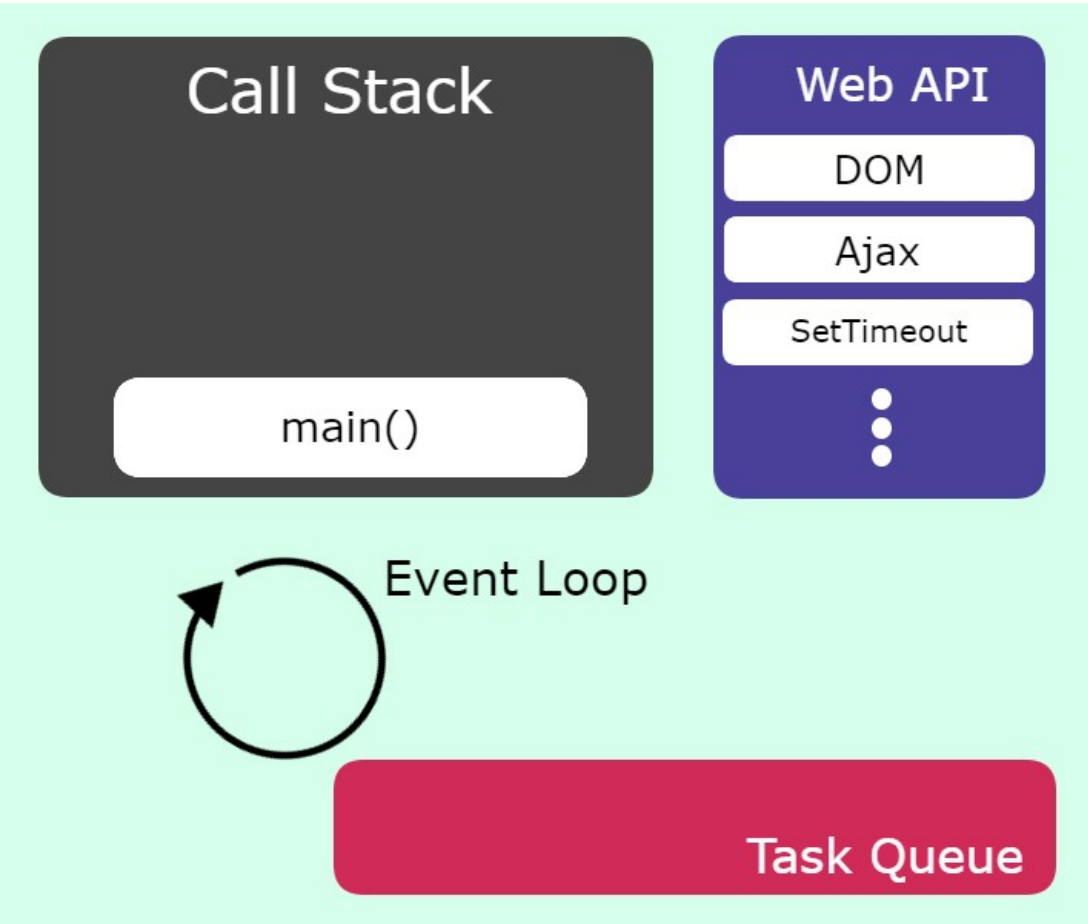 Call Stack
main()
Web API
DOM
Ajax
SetTimeout
Event Loop
Task Queue